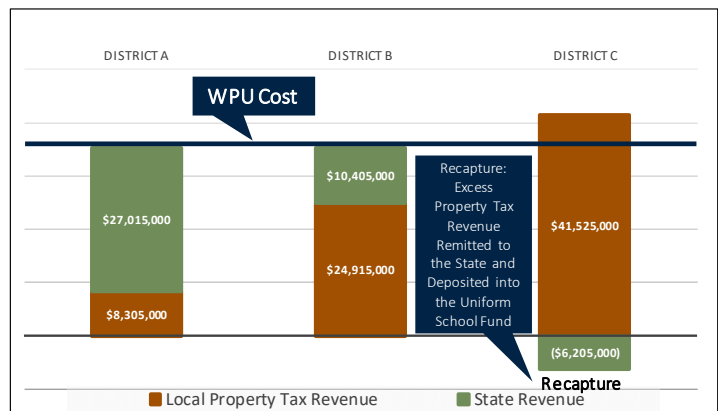 DISTRICT A
DISTRICT B
DISTRICT C
WPU Cost
$27,015,000
$8,305,000
$10,405,000
$24,915,000
Recapture:
Excess
Property Tax
Revenue
Remitted to
the State and
Deposited into
the Uniform
School Fund
$41,525,000
($6,205,000)
Recapture
Local Property Tax Revenue
State Revenue